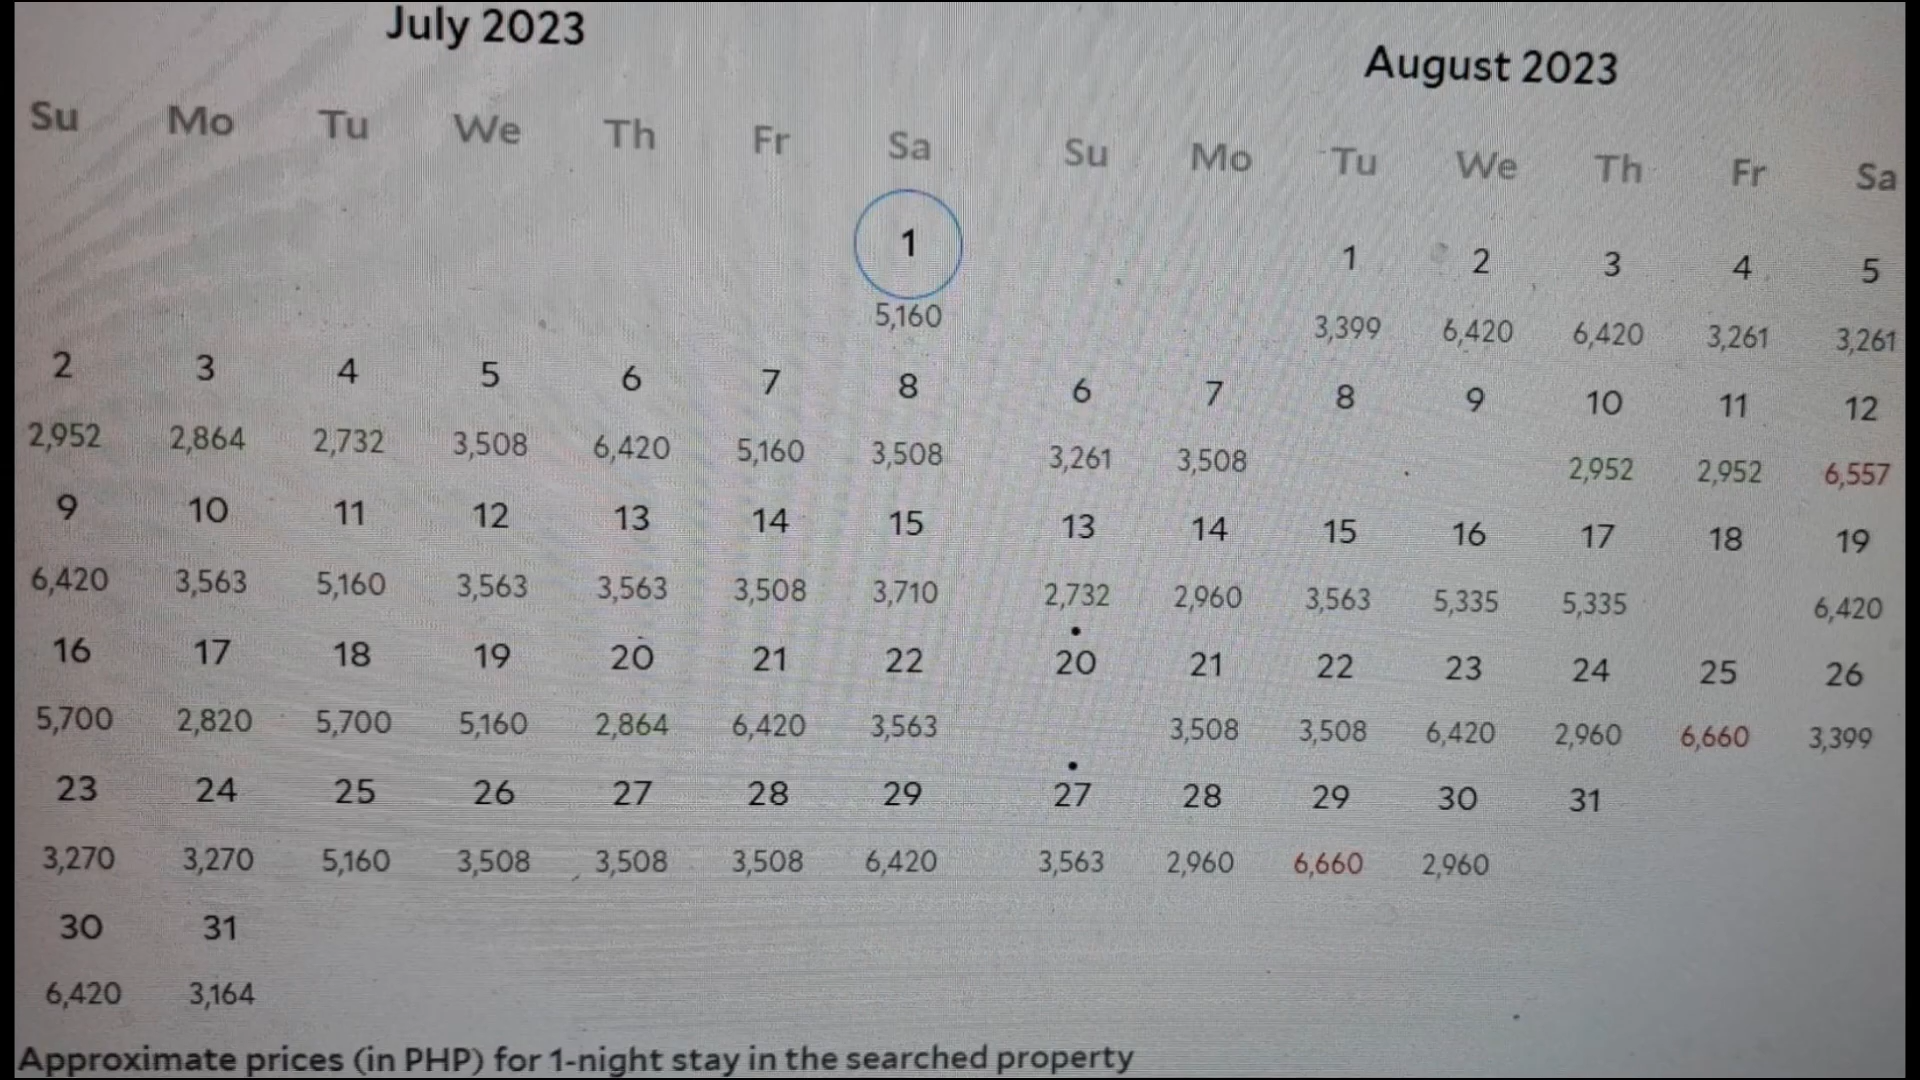 July 2023
Su Mo Tu We Th Fr Sa
1
5,160
2 3 4 5 6 7 8
2,952 2,864 2,732 3,508 6,420 5,160 3,508
9 10 11 12 13 14 15
6,420 3,563 5,160 3,563 3,563 3,508 3,710
16 17 18 19 20 21 22
5,700 2,820 5,700 5,160 2,864 6,420 3,563
23 24 25 26 27 28 29
3,270 3,270 5,160 3,508 3,508 3,508 6,420
30 31
6,420 3,164
August 2023
Su Mo Tu We Th Fr Sa
1 2 3 4 5
3,399 6,420 6,420 3,261 3,261
6 7 8 9 10 11 12
3,261 3,508 2,952 2,952 6,557
13 14 15 16 17 18 19
2,732 2,960 3,563 5,335 5,335 6,420
20 21 22 23 24 25 26
3,508 3,508 6,420 2,960 6,660 3,399
27 28 29 30 31
3,563 2,960 6,660 2,960
Approximate prices (in PHP) for 1-night stay in the searched property